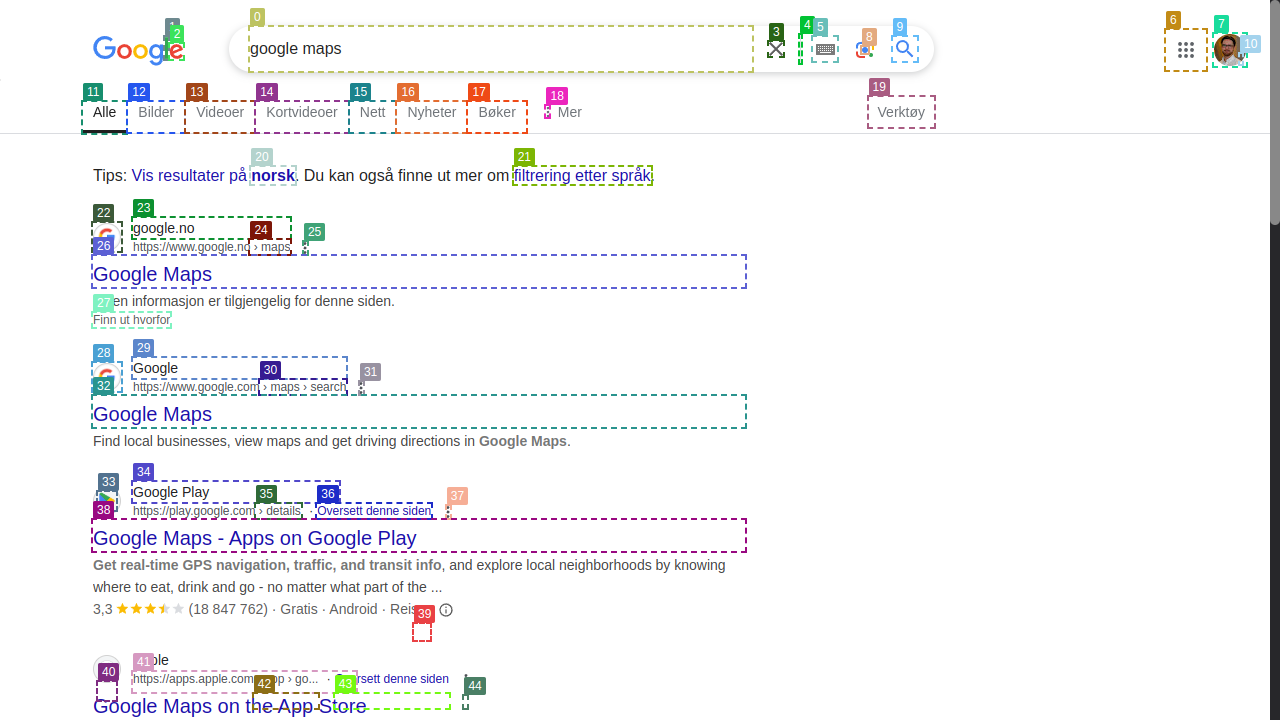 Google
google maps
Alle Bilder Videoer Kortvideoer Nett Nyheter Bøker Mer Verktøy
Tips: Vis resultater på norsk. Du kan også finne ut mer om filtrering etter språk.
google.no
https://www.google.no › maps
Google Maps
en informasjon er tilgjengelig for denne siden.
Finn ut hvorfor
Google
https://www.google.com › maps › search
Google Maps
Find local businesses, view maps and get driving directions in Google Maps.
Google Play
https://play.google.com › details · Oversett denne siden
Google Maps - Apps on Google Play
Get real-time GPS navigation, traffic, and transit info, and explore local neighborhoods by knowing
where to eat, drink and go - no matter what part of the ...
3,3 ★★★★★ (18 847 762) · Gratis · Android · Reis
https://apps.apple.com › go... · Oversett denne siden
Google Maps on the App Store
0
1
2
3
4
5
6
7
8
9
10
11
12
13
14
15
16
17
18
19
20
21
22
23
24
25
26
27
28
29
30
31
32
33
34
35
36
37
38
39
40
41
42
43
44